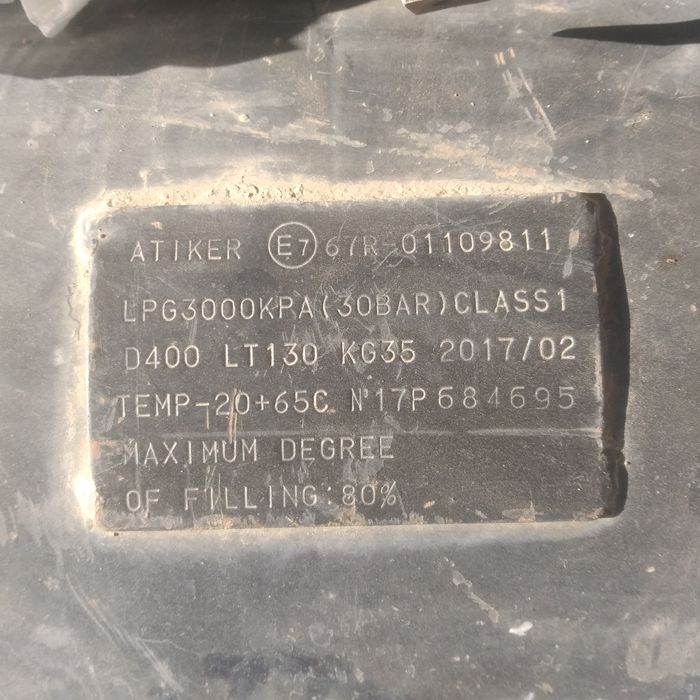 ATIKER E7 67R-01109811
LPG3000KPA(30BAR)CLASS1
D400 LT130 KG35 2017/02
TEMP-20+65C N°17P684695
MAXIMUM DEGREE
OF FILLING:80%